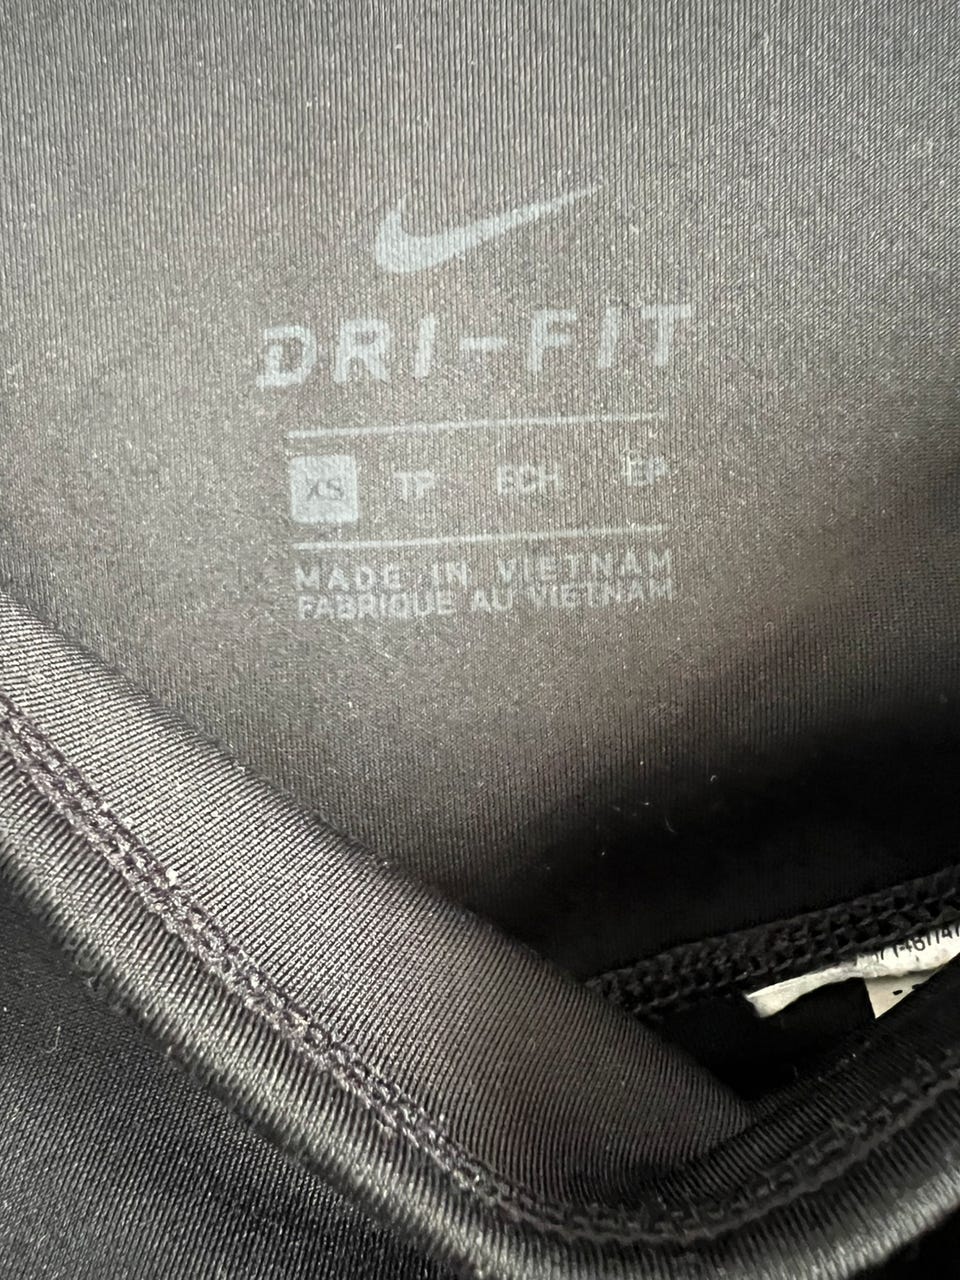 DRI-FIT
XS TP ECH EP
MADE IN VIETNAM
FABRIQUE AU VIETNAM